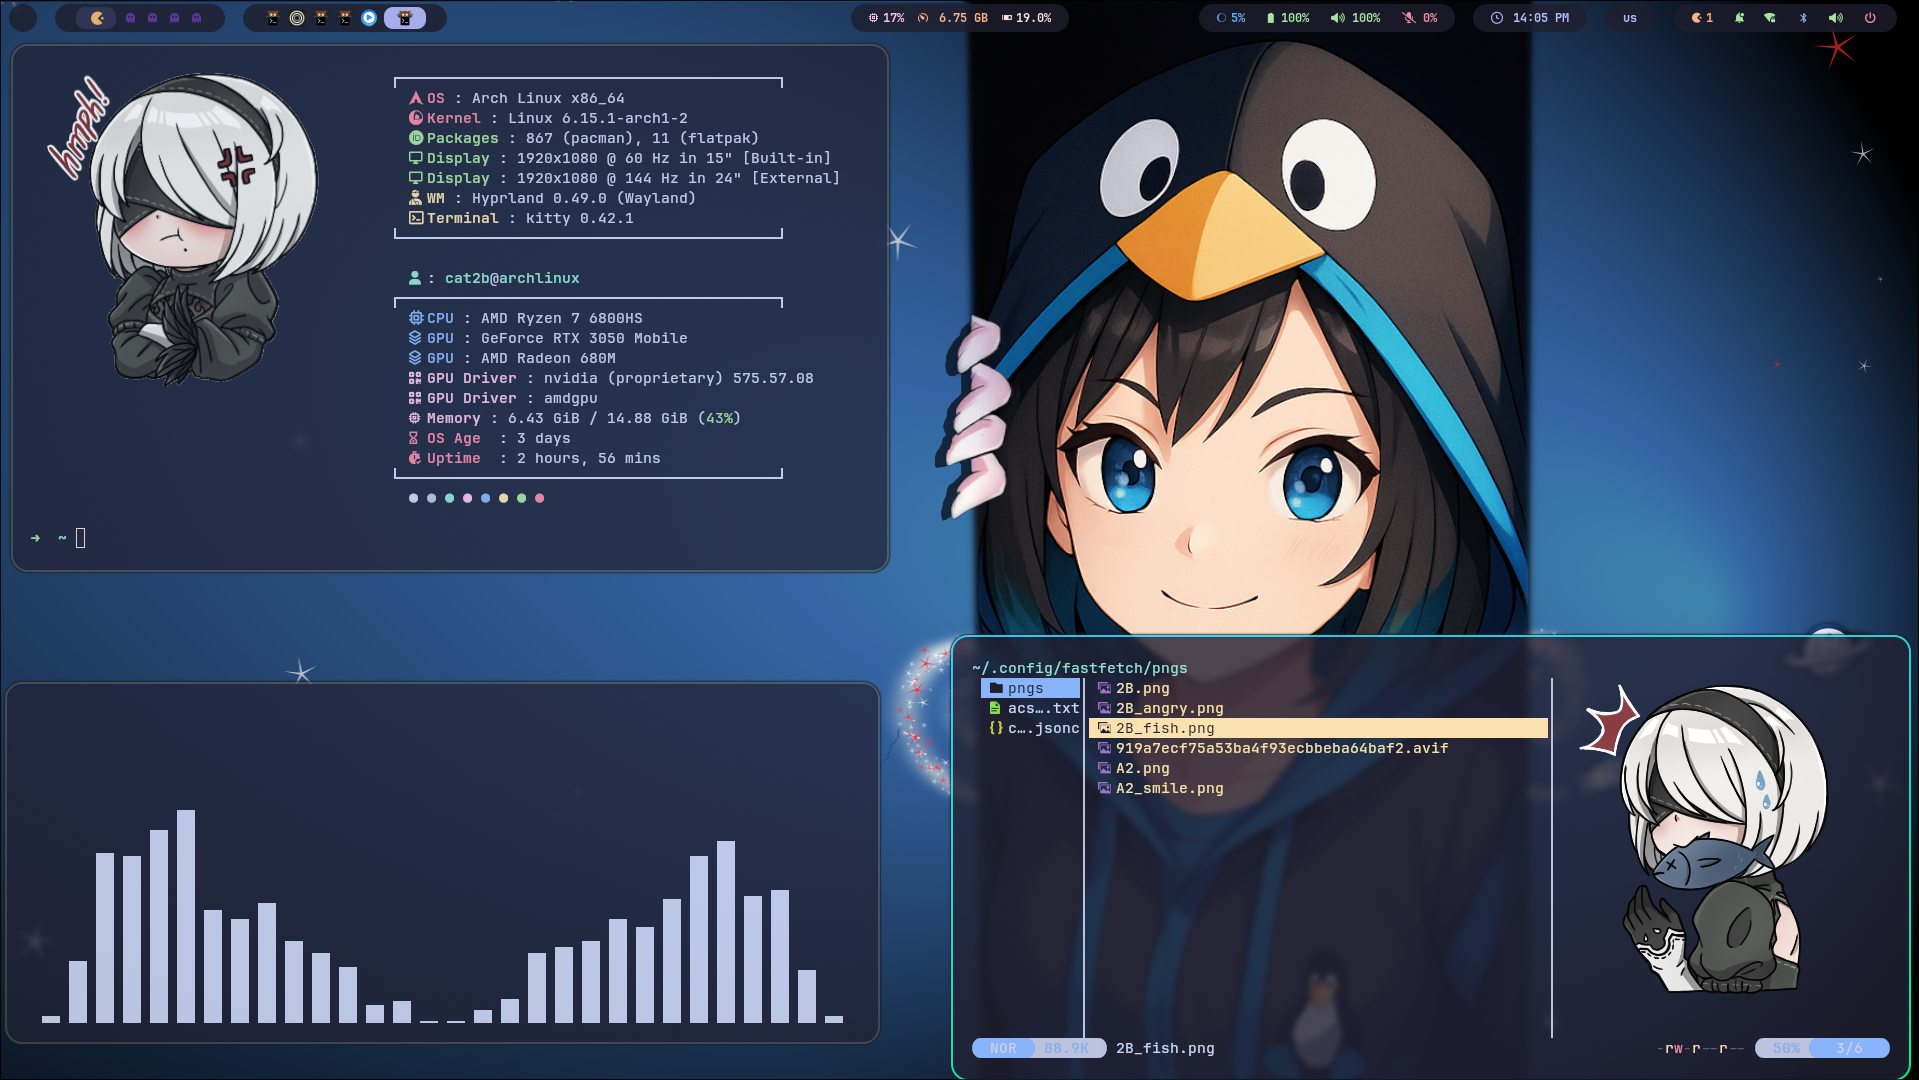 17% 6.75 GB 19.0% 5% 100% 100% 0% 14:05 PM us 1
hydyy!
OS : Arch Linux x86_64
Kernel : Linux 6.15.1-arch1-2
Packages : 867 (pacman), 11 (flatpak)
Display : 1920x1080 @ 60 Hz in 15" [Built-in]
Display : 1920x1080 @ 144 Hz in 24" [External]
WM : Hyprland 0.49.0 (Wayland)
Terminal : kitty 0.42.1
: cat2b@archlinux
CPU : AMD Ryzen 7 6800HS
GPU : GeForce RTX 3050 Mobile
GPU : AMD Radeon 680M
GPU Driver : nvidia (proprietary) 575.57.08
GPU Driver : amdgpu
Memory : 6.43 GiB / 14.88 GiB (43%)
OS Age : 3 days
Uptime : 2 hours, 56 mins
➜ ~
~/.config/fastfetch/pngs
pngs 2B.png
acs….txt 2B_angry.png
c….jsonc 2B_fish.png
919a7ecf75a53ba4f93ecbbeba64baf2.avif
A2.png
A2_smile.png
NOR 88.9K 2B_fish.png -rw-r--r-- 50% 3/6